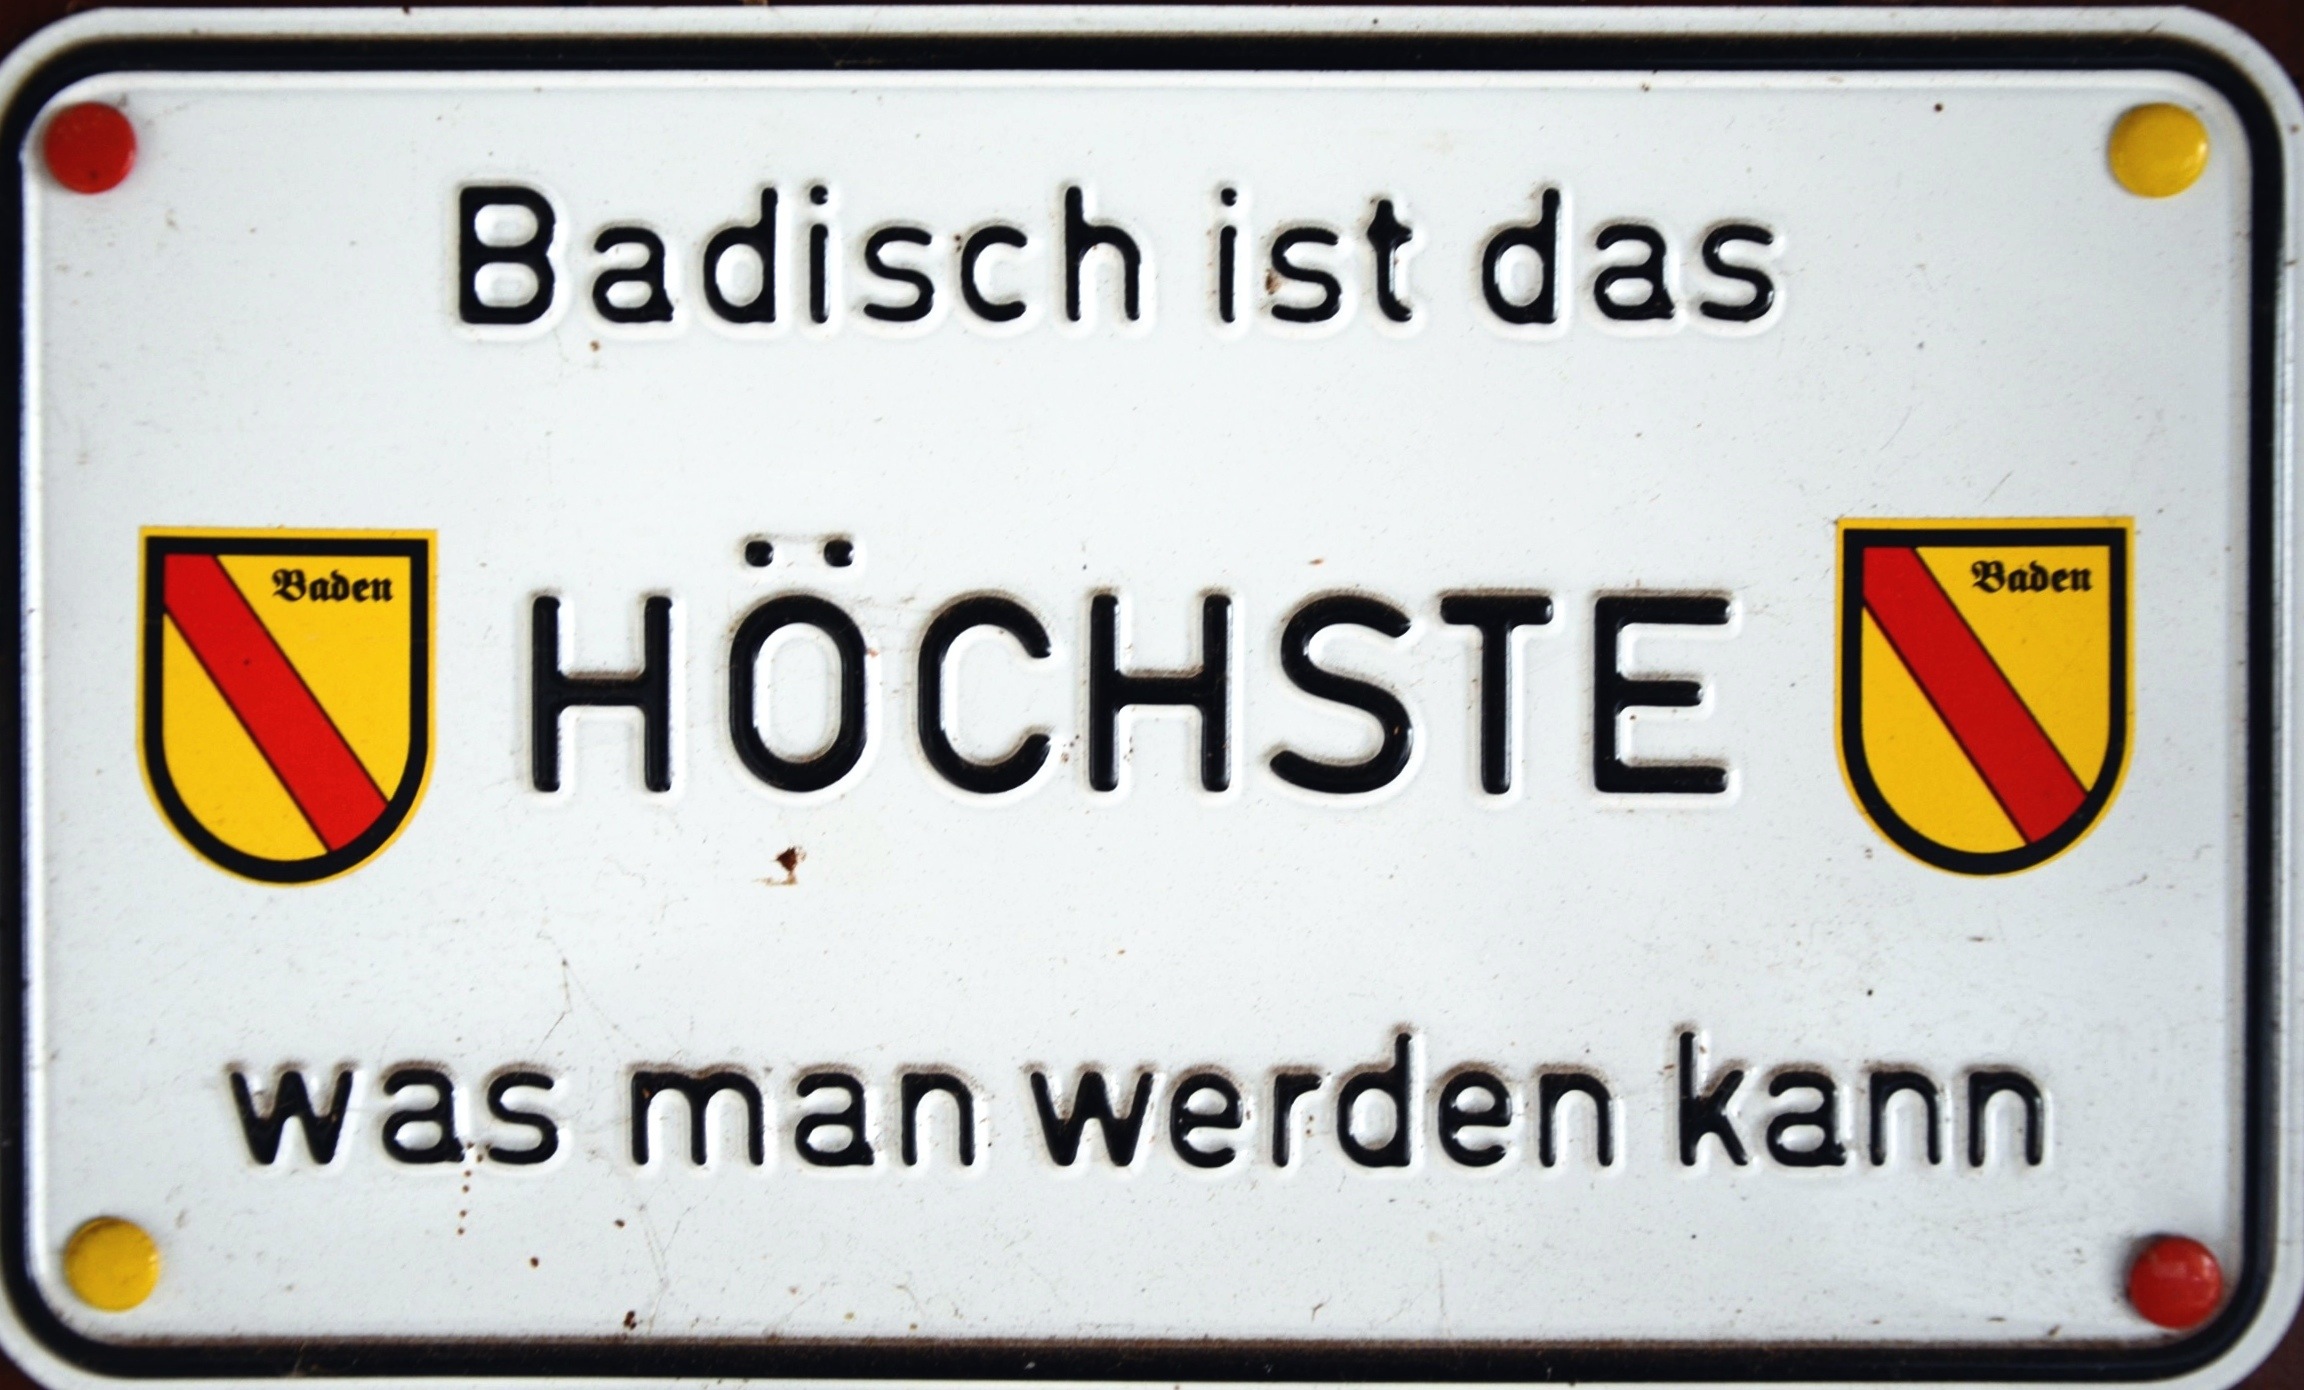 Badisch ist das
Baden
HÖCHSTE
Baden
was man werden kann